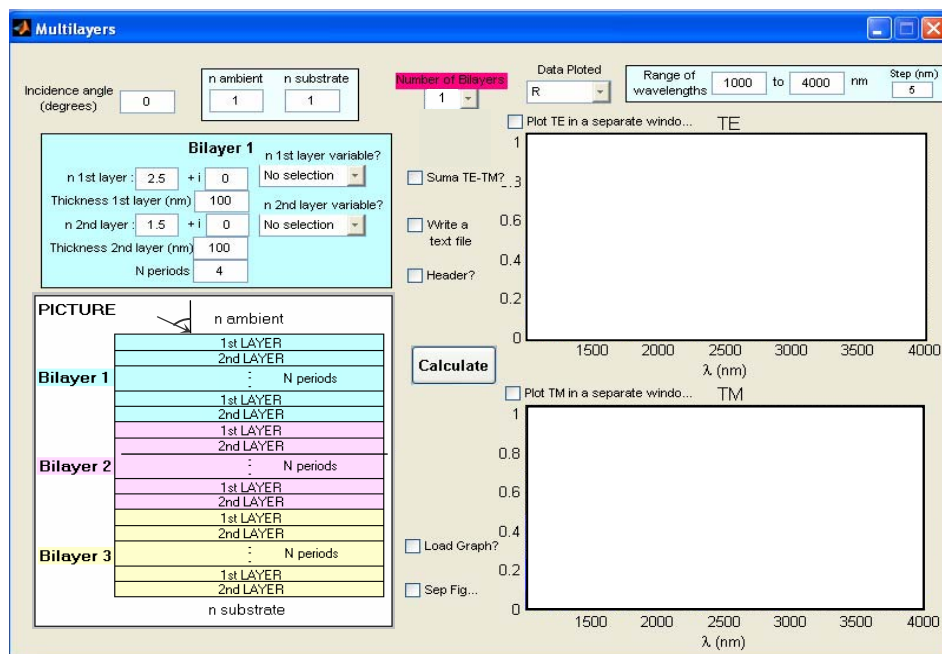 Multilayers
Incidence angle
(degrees)
0
n ambient
n substrate
1
1
Number of Bilayers
1
Data Ploted
R
Range of
wavelengths
1000
to
4000
nm
Step (nm)
5
Bilayer 1
n 1st layer :
2.5
+ i
0
n 1st layer variable?
No selection
Thickness 1st layer (nm)
100
n 2nd layer :
1.5
+ i
0
n 2nd layer variable?
No selection
Thickness 2nd layer (nm)
100
N periods
4
Suma TE-TM?
Write a
text file
Header?
Calculate
Load Graph?
Sep Fig...
Plot TE in a separate windo...
TE
1
0.6
0.4
0.2
0
1500
2000
2500
3000
3500
4000
λ (nm)
Plot TM in a separate windo...
TM
1
0.8
0.6
0.4
0.2
0
1500
2000
2500
3000
3500
4000
λ (nm)
PICTURE
n ambient
Bilayer 1
1st LAYER
2nd LAYER
N periods
1st LAYER
2nd LAYER
Bilayer 2
1st LAYER
2nd LAYER
N periods
1st LAYER
2nd LAYER
Bilayer 3
1st LAYER
2nd LAYER
N periods
1st LAYER
2nd LAYER
n substrate